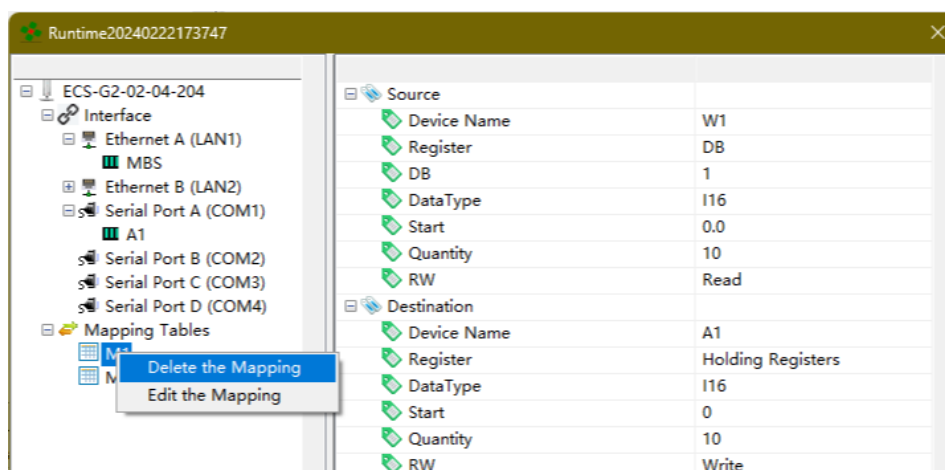 Runtime20240222173747
ECS-G2-02-04-204
Interface
Ethernet A (LAN1)
MBS
Ethernet B (LAN2)
Serial Port A (COM1)
A1
Serial Port B (COM2)
Serial Port C (COM3)
Serial Port D (COM4)
Mapping Tables
Delete the Mapping
Edit the Mapping
Source
Device Name W1
Register DB
DB 1
DataType I16
Start 0.0
Quantity 10
RW Read
Destination
Device Name A1
Register Holding Registers
DataType I16
Start 0
Quantity 10
RW Write